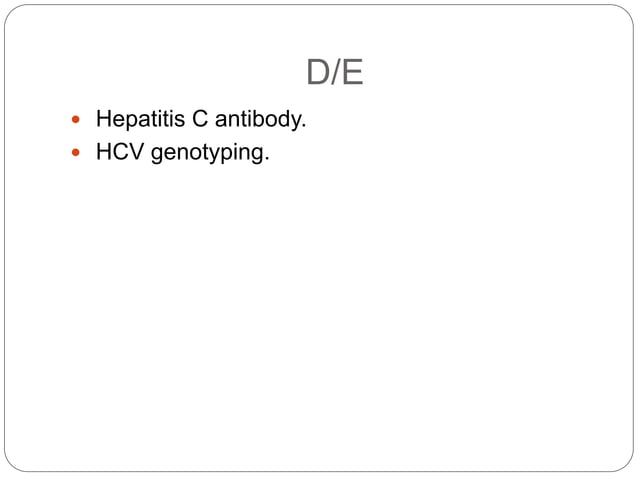 D/E
• Hepatitis C antibody.
• HCV genotyping.